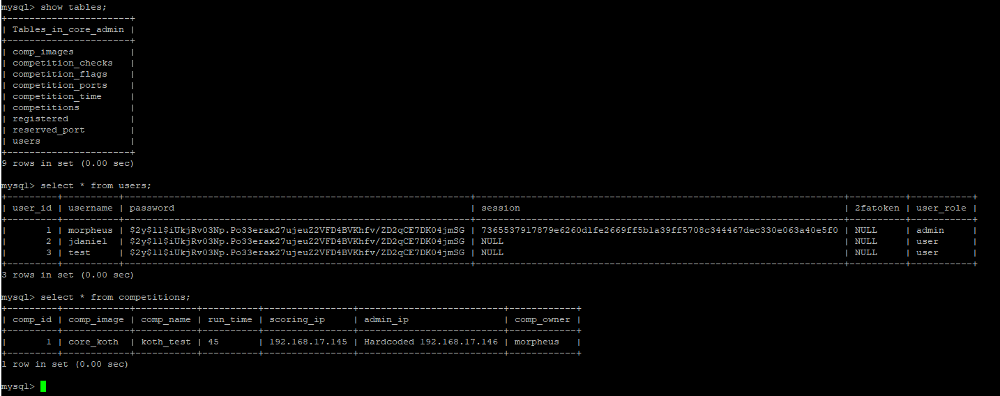 mysql> show tables;
+----------------------+
| Tables_in_core_admin |
+----------------------+
| comp_images          |
| competition_checks   |
| competition_flags    |
| competition_ports    |
| competition_time     |
| competitions         |
| registered           |
| reserved_port        |
| users                |
+----------------------+
9 rows in set (0.00 sec)
mysql> select * from users;
+---------+----------+--------------------------------------------------------------+------------------------------------------------------------------+----------+-----------+
| user_id | username | password                                                     | session                                                          | 2fatoken | user_role |
+---------+----------+--------------------------------------------------------------+------------------------------------------------------------------+----------+-----------+
|       1 | morpheus | $2y$11$iUkjRv03Np.Po33erax27ujeuZ2VFD4BVKhfv/ZD2qCE7DK04jmSG | 7365537917879e6260d1fe2669ff5b1a39ff5708c344467dec330e063a40e5f0 | NULL     | admin     |
|       2 | jdaniel  | $2y$11$iUkjRv03Np.Po33erax27ujeuZ2VFD4BVKhfv/ZD2qCE7DK04jmSG | NULL                                                             | NULL     | user      |
|       3 | test     | $2y$11$iUkjRv03Np.Po33erax27ujeuZ2VFD4BVKhfv/ZD2qCE7DK04jmSG | NULL                                                             | NULL     | user      |
+---------+----------+--------------------------------------------------------------+------------------------------------------------------------------+----------+-----------+
3 rows in set (0.00 sec)
mysql> select * from competitions;
+---------+------------+-----------+----------+----------------+--------------------------+------------+
| comp_id | comp_image | comp_name | run_time | scoring_ip     | admin_ip                 | comp_owner |
+---------+------------+-----------+----------+----------------+--------------------------+------------+
|       1 | core_koth  | koth_test | 45       | 192.168.17.145 | Hardcoded 192.168.17.146 | morpheus   |
+---------+------------+-----------+----------+----------------+--------------------------+------------+
1 row in set (0.00 sec)
mysql>